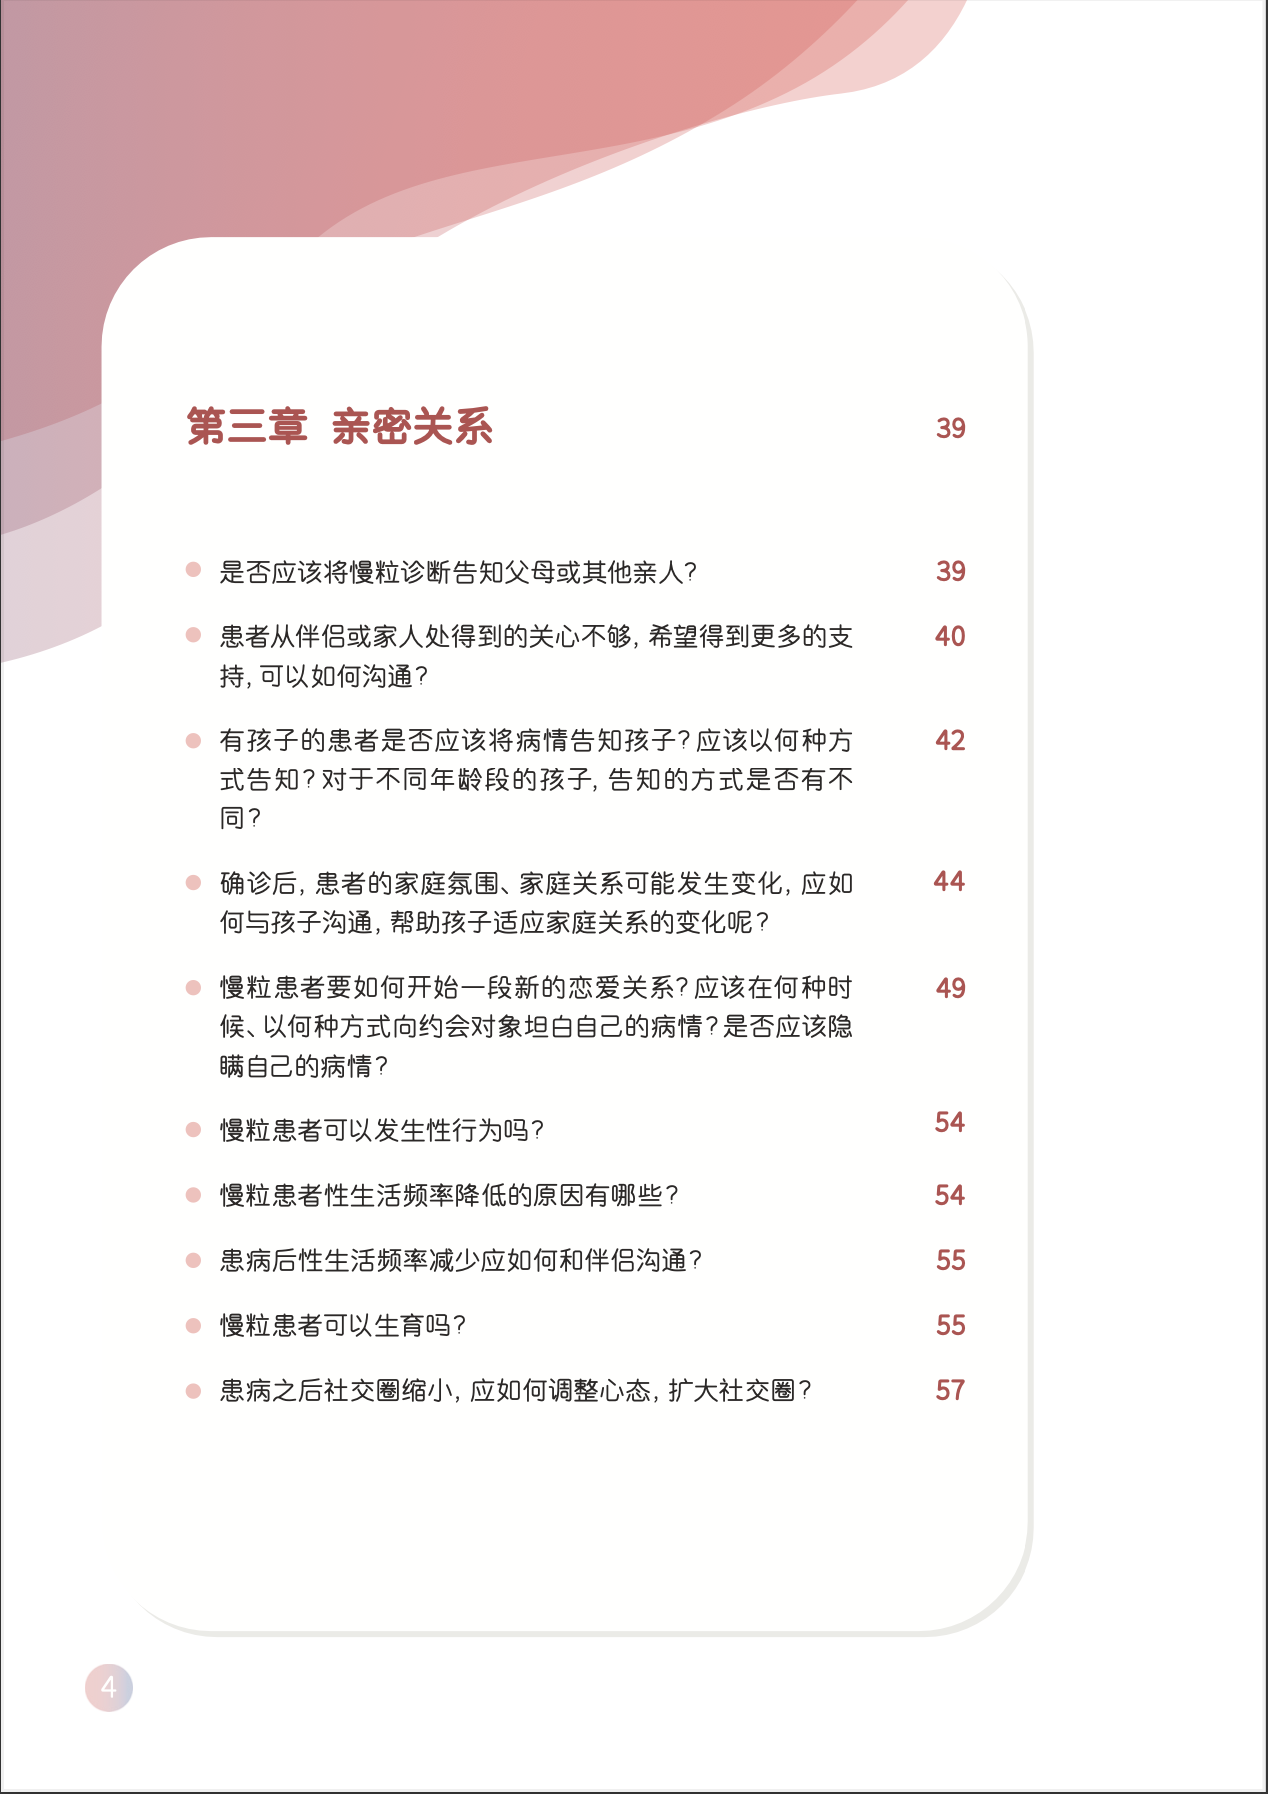 第三章 亲密关系 39
是否应该将慢粒诊断告知父母或其他亲人？ 39
患者从伴侣或家人处得到的关心不够，希望得到更多的支 40
持，可以如何沟通？
有孩子的患者是否应该将病情告知孩子？应该以何种方 42
式告知？对于不同年龄段的孩子，告知的方式是否有不
同？
确诊后，患者的家庭氛围、家庭关系可能发生变化，应如 44
何与孩子沟通，帮助孩子适应家庭关系的变化呢？
慢粒患者要如何开始一段新的恋爱关系？应该在何种时 49
候、以何种方式向约会对象坦白自己的病情？是否应该隐
瞒自己的病情？
慢粒患者可以发生性行为吗？ 54
慢粒患者性生活频率降低的原因有哪些？ 54
患病后性生活频率减少应如何和伴侣沟通？ 55
慢粒患者可以生育吗？ 55
患病之后社交圈缩小，应如何调整心态，扩大社交圈？ 57
4